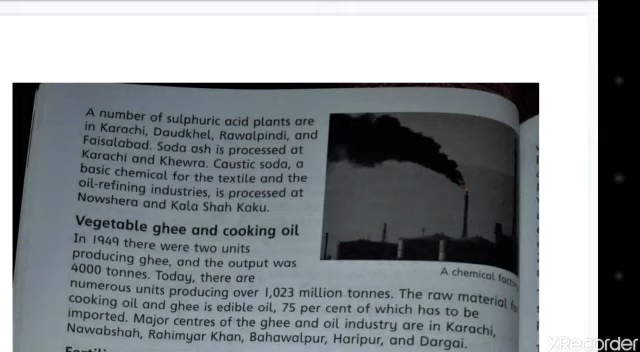 A number of sulphuric acid plants are
in Karachi, Daudkhel, Rawalpindi, and
Faisalabad. Soda ash is processed at
Karachi and Khewra. Caustic soda, a
basic chemical for the textile and the
oil-refining industries, is processed at
Nowshera and Kala Shah Kaku.
Vegetable ghee and cooking oil
In 1949 there were two units
producing ghee, and the output was
4000 tonnes. Today, there are
numerous units producing over 1,023 million tonnes. The raw material
cooking oil and ghee is edible oil, 75 per cent of which has to be
imported. Major centres of the ghee and oil industry are in Karachi,
Nawabshah, Rahimyar Khan, Bahawalpur, Haripur, and Dargai.
A chemical
XRecorder